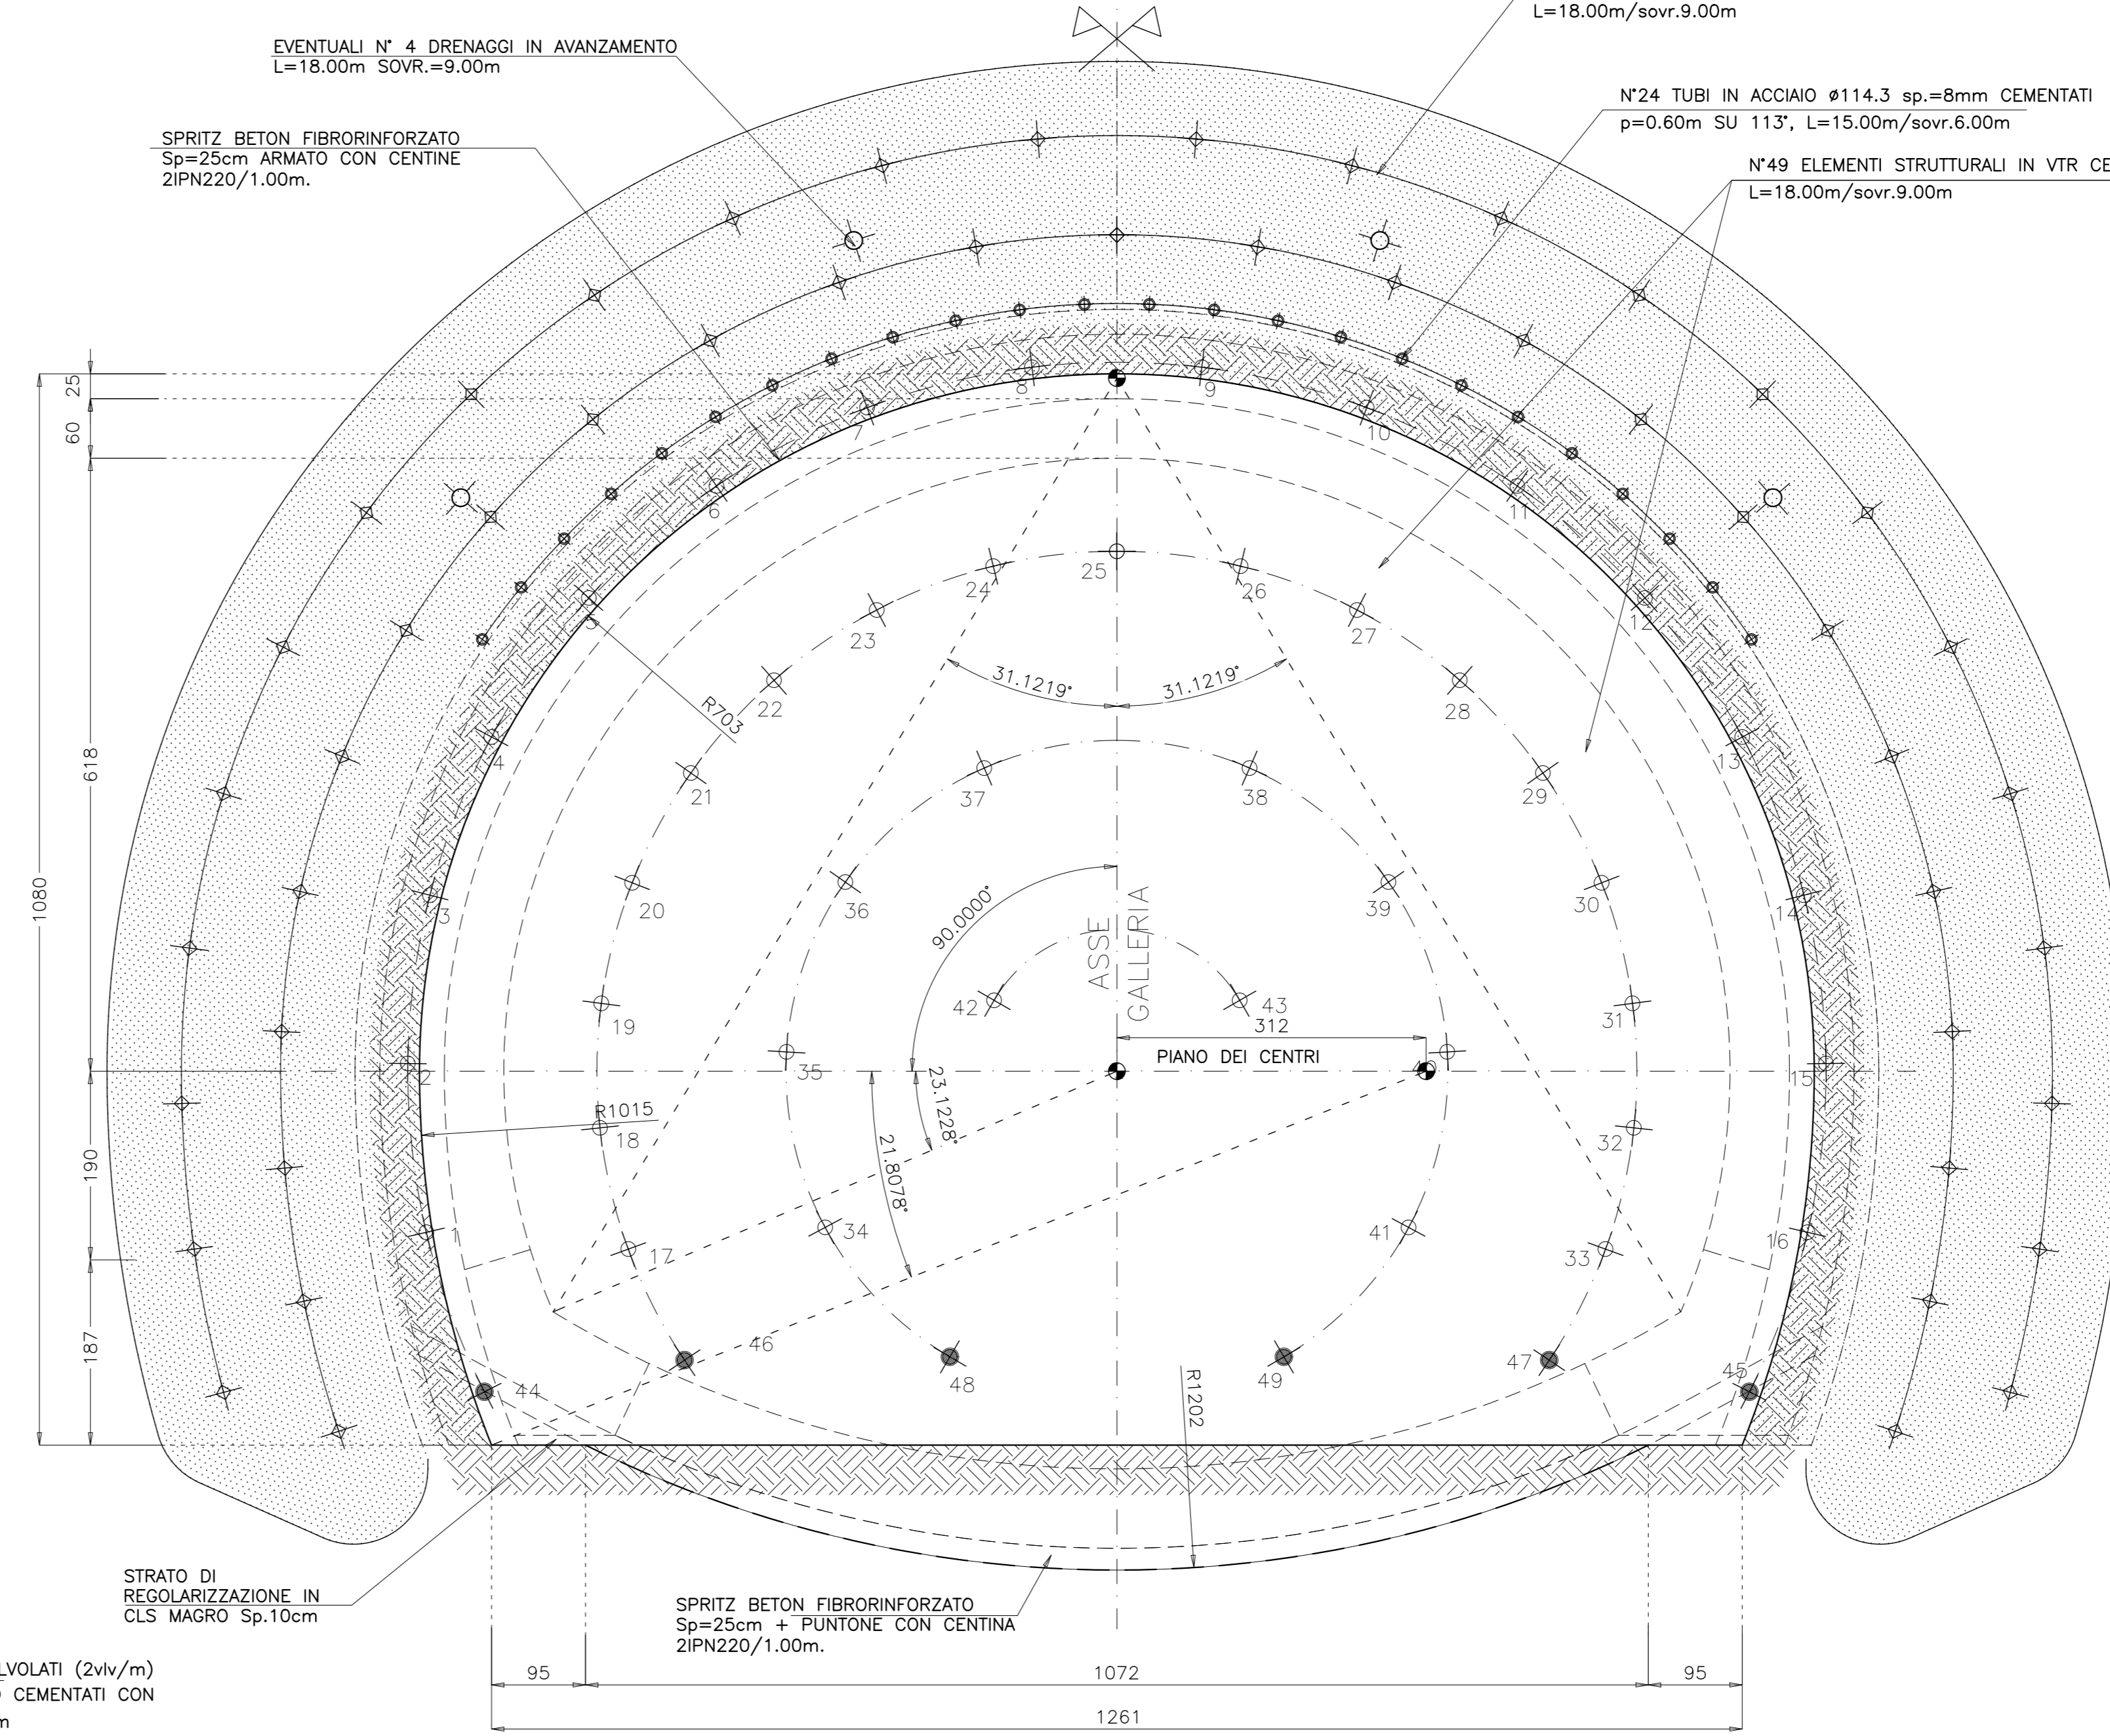 L=18.00m/sovr.9.00m
EVENTUALI N° 4 DRENAGGI IN AVANZAMENTO
L=18.00m SOVR.=9.00m
N°24 TUBI IN ACCIAIO ø114.3 sp.=8mm CEMENTATI
p=0.60m SU 113°, L=15.00m/sovr.6.00m
SPRITZ BETON FIBRORINFORZATO
Sp=25cm ARMATO CON CENTINE
2IPN220/1.00m.
N°49 ELEMENTI STRUTTURALI IN VTR CE
L=18.00m/sovr.9.00m
25
60
618
1080
190
187
8
9
7
10
6
11
5
12
4
13
3
14
2
15
1
16
25
24
26
23
27
22
28
21
29
20
30
19
31
18
32
17
33
37
38
36
39
35
40
34
41
42
43
44
46
48
49
47
45
31.1219°
31.1219°
R703
90.0000°
ASSE
GALLERIA
312
PIANO DEI CENTRI
23.1228°
R1015
21.8078°
R1202
STRATO DI
REGOLARIZZAZIONE IN
CLS MAGRO Sp.10cm
SPRITZ BETON FIBRORINFORZATO
Sp=25cm + PUNTONE CON CENTINA
2IPN220/1.00m.
LVOLATI (2vlv/m)
CEMENTATI CON
m
95
1072
95
1261